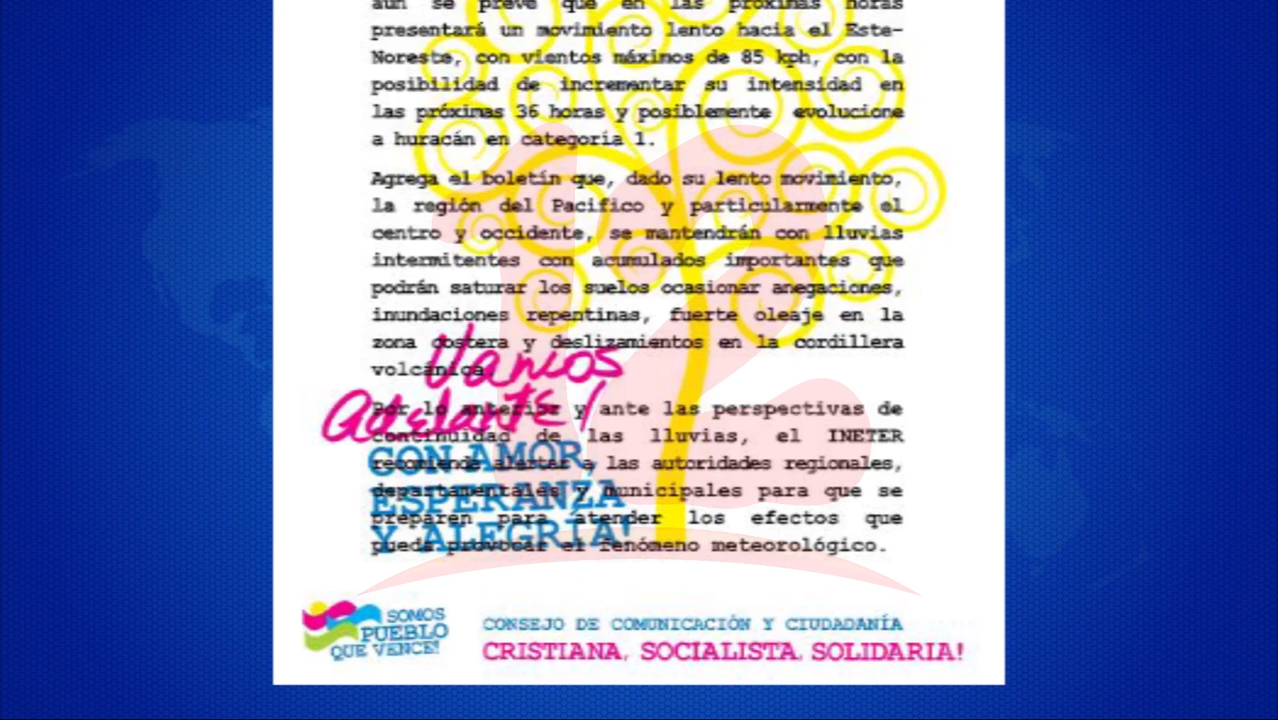 aún se prevé que en las próximas horas
presentará un movimiento lento hacia el Este-
Noreste, con vientos máximos de 85 kph, con la
posibilidad de incrementar su intensidad en
las próximas 36 horas y posiblemente evolucione
a huracán en categoría 1.
Agrega el boletín que, dado su lento movimiento,
la región del Pacifico y particularmente el
centro y occidente, se mantendrán con lluvias
intermitentes con acumulados importantes que
podrán saturar los suelos ocasionar anegaciones,
inundaciones repentinas, fuerte oleaje en la
zona costera y deslizamientos en la cordillera
volcánica.
Vamos
Adelante!
Por lo anterior y ante las perspectivas de
continuidad de las lluvias, el INETER
recomienda alertar a las autoridades regionales,
departamentales y municipales para que se
preparen para atender los efectos que
pueda provocar el fenómeno meteorológico.
CON AMOR,
ESPERANZA
Y ALEGRÍA!
SOMOS
PUEBLO
QUE VENCE!
CONSEJO DE COMUNICACIÓN Y CIUDADANÍA
CRISTIANA, SOCIALISTA, SOLIDARIA!
12